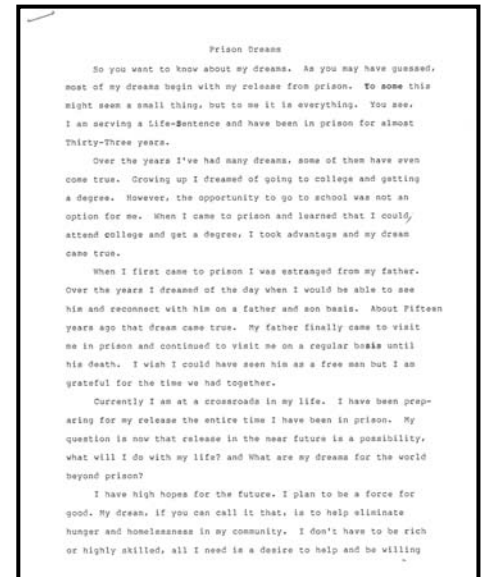 Prison Dreams
So you want to know about my dreams. As you may have guessed,
most of my dreams begin with my release from prison. To some this
might seem a small thing, but to me it is everything. You see,
I am serving a Life-Sentence and have been in prison for almost
Thirty-Three years.
Over the years I've had many dreams, some of them have even
come true. Growing up I dreamed of going to college and getting
a degree. However, the opportunity to go to school was not an
option for me. When I came to prison and learned that I could,
attend college and get a degree, I took advantage and my dream
came true.
When I first came to prison I was estranged from my father.
Over the years I dreamed of the day when I would be able to see
him and reconnect with him on a father and son basis. About Fifteen
years ago that dream came true. My father finally came to visit
me in prison and continued to visit me on a regular basis until
his death. I wish I could have seen him as a free man but I am
grateful for the time we had together.
Currently I am at a crossroads in my life. I have been prep-
aring for my release the entire time I have been in prison. My
question is now that release in the near future is a possibility,
what will I do with my life? and What are my dreams for the world
beyond prison?
I have high hopes for the future. I plan to be a force for
good. My dream, if you can call it that, is to help eliminate
hunger and homelessness in my community. I don't have to be rich
or highly skilled, all I need is a desire to help and be willing